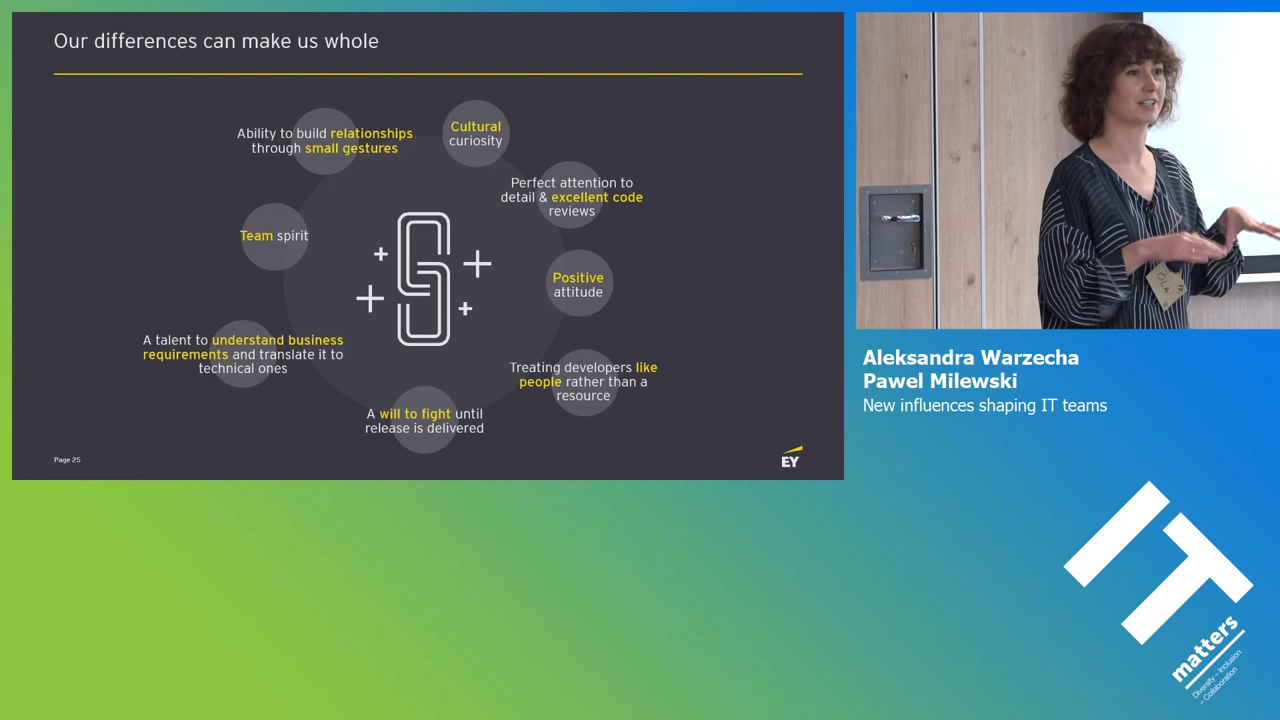 Our differences can make us whole
Ability to build relationships
through small gestures
Cultural
curiosity
Perfect attention to
detail & excellent code
reviews
Team spirit
Positive
attitude
A talent to understand business
requirements and translate it to
technical ones
Treating developers like
people rather than a
resource
A will to fight until
release is delivered
Page 25
EY
OLA
Aleksandra Warzecha
Pawel Milewski
New influences shaping IT teams
IT
matters
Diversity – Inclusion
– Collaboration